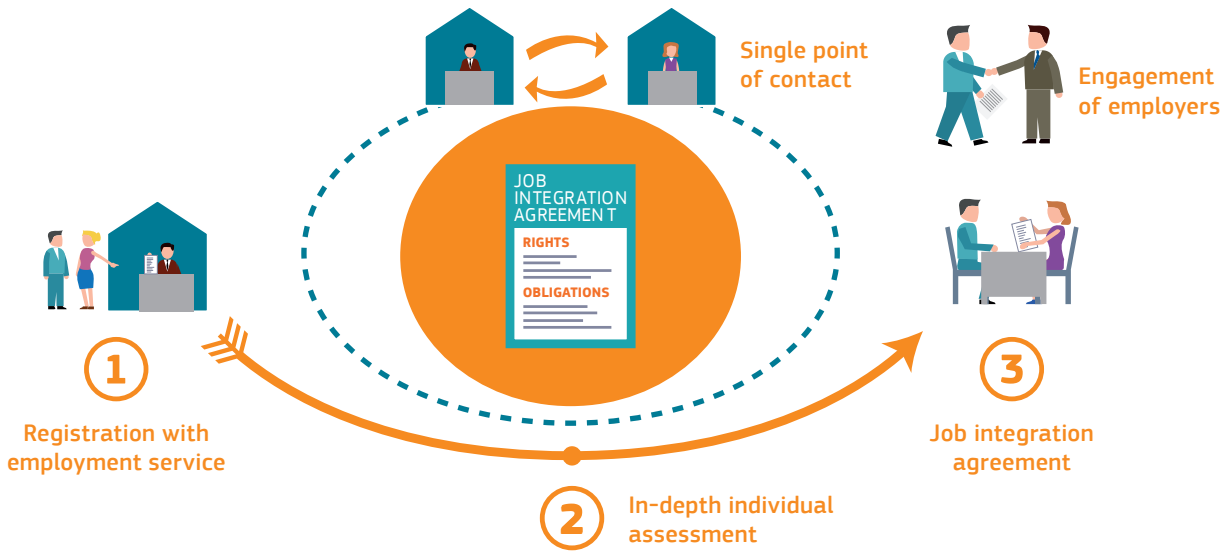 Single point
of contact
Engagement
of employers
JOB
INTEGRATION
AGREEMENT
RIGHTS
OBLIGATIONS
1
Registration with
employment service
2
In-depth individual
assessment
3
Job integration
agreement